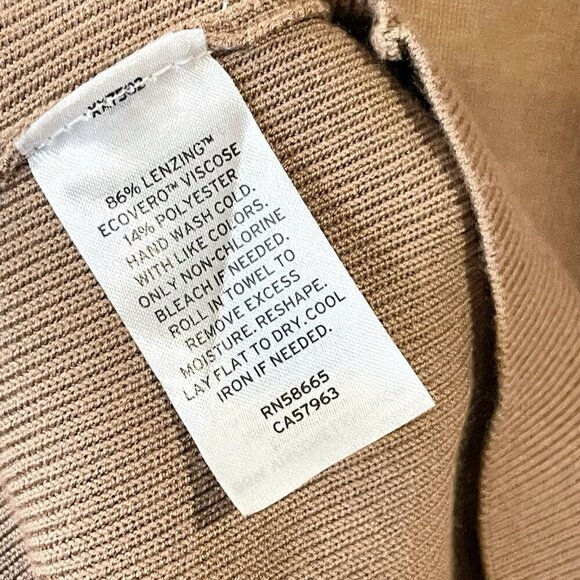 86% LENZING™
ECOVERO™ VISCOSE
14% POLYESTER
HAND WASH COLD.
WITH LIKE COLORS.
ONLY NON-CHLORINE
BLEACH IF NEEDED.
ROLL IN TOWEL TO
REMOVE EXCESS
MOISTURE. RESHAPE.
LAY FLAT TO DRY. COOL
IRON IF NEEDED.
RN58665
CA57963